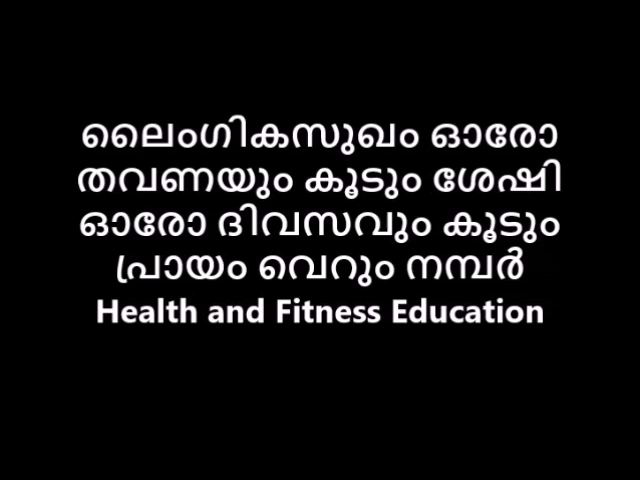 ലൈംഗികസുഖം ഓരോ
തവണയും കൂടും ശേഷി
ഓരോ ദിവസവും കൂടും
പ്രായം വെറും നമ്പർ
Health and Fitness Education